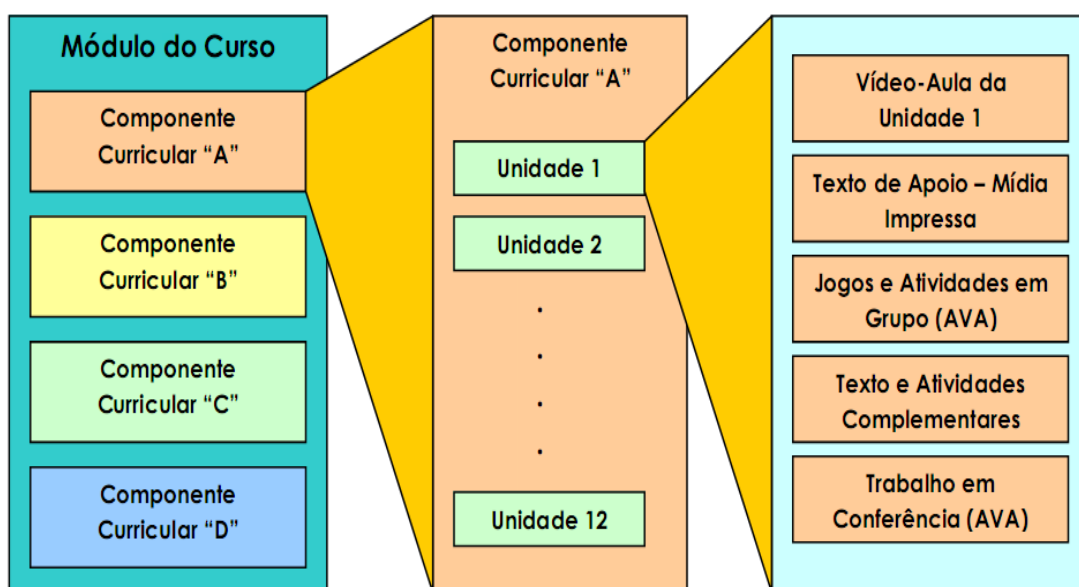 Módulo do Curso
Componente
Curricular “A”
Componente
Curricular “B”
Componente
Curricular “C”
Componente
Curricular “D”
Componente
Curricular “A”
Unidade 1
Unidade 2
.
.
.
.
Unidade 12
Vídeo-Aula da
Unidade 1
Texto de Apoio – Mídia
Impressa
Jogos e Atividades em
Grupo (AVA)
Texto e Atividades
Complementares
Trabalho em
Conferência (AVA)